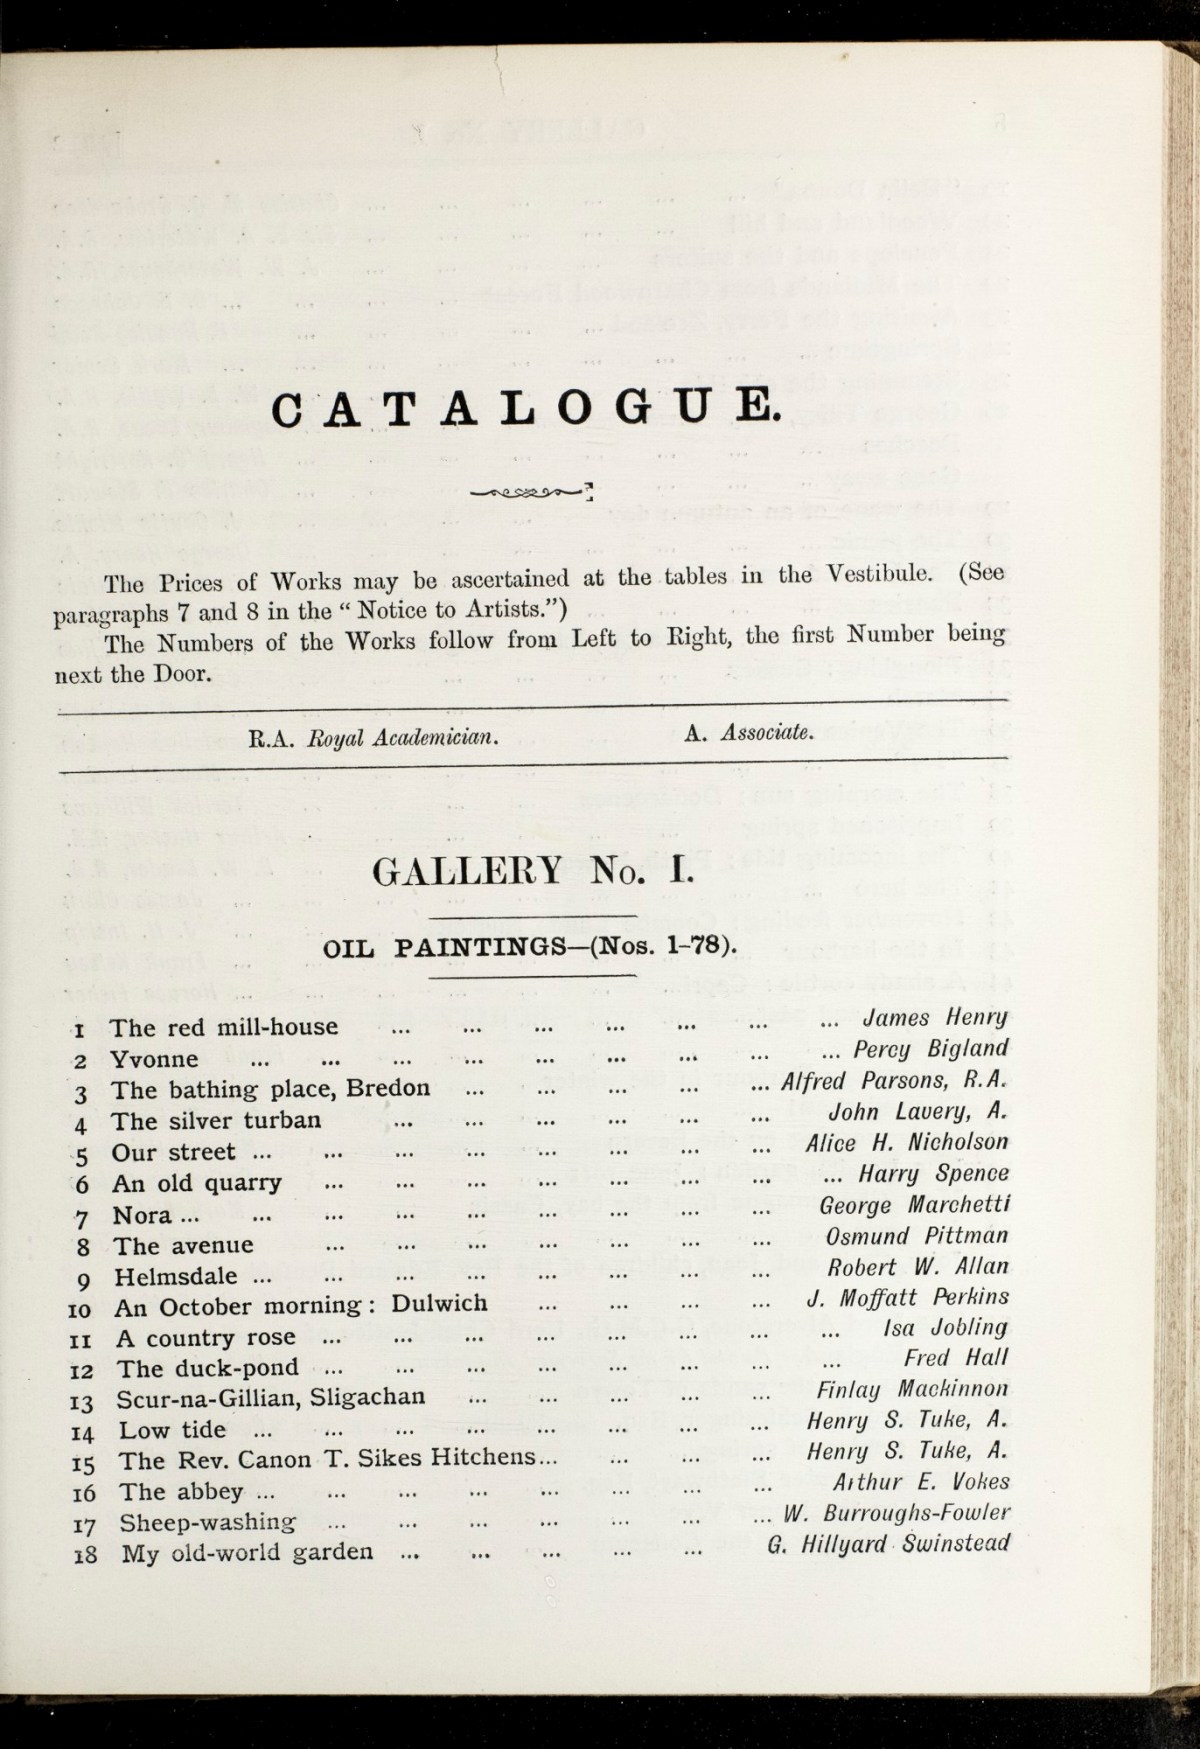 CATALOGUE.
The Prices of Works may be ascertained at the tables in the Vestibule. (See
paragraphs 7 and 8 in the “ Notice to Artists.”)
The Numbers of the Works follow from Left to Right, the first Number being
next the Door.
R.A. Royal Academician. A. Associate.
GALLERY No. I.
OIL PAINTINGS—(Nos. 1–78).
1 The red mill-house ... ... ... ... ... ... ... James Henry
2 Yvonne ... ... ... ... ... ... ... ... ... Percy Bigland
3 The bathing place, Bredon ... ... ... ... ... Alfred Parsons, R.A.
4 The silver turban ... ... ... ... ... ... John Lavery, A.
5 Our street ... ... ... ... ... ... ... ... Alice H. Nicholson
6 An old quarry ... ... ... ... ... ... ... ... Harry Spence
7 Nora ... ... ... ... ... ... ... ... ... George Marchetti
8 The avenue ... ... ... ... ... ... ... Osmund Pittman
9 Helmsdale ... ... ... ... ... ... ... ... Robert W. Allan
10 An October morning : Dulwich ... ... ... ... J. Moffatt Perkins
11 A country rose ... ... ... ... ... ... ... ... Isa Jobling
12 The duck-pond ... ... ... ... ... ... ... ... Fred Hall
13 Scur-na-Gillian, Sligachan ... ... ... ... ... Finlay Mackinnon
14 Low tide ... ... ... ... ... ... ... ... Henry S. Tuke, A.
15 The Rev. Canon T. Sikes Hitchens... ... ... ... Henry S. Tuke, A.
16 The abbey ... ... ... ... ... ... ... ... Arthur E. Vokes
17 Sheep-washing ... ... ... ... ... ... ... W. Burroughs-Fowler
18 My old-world garden ... ... ... ... ... G. Hillyard Swinstead